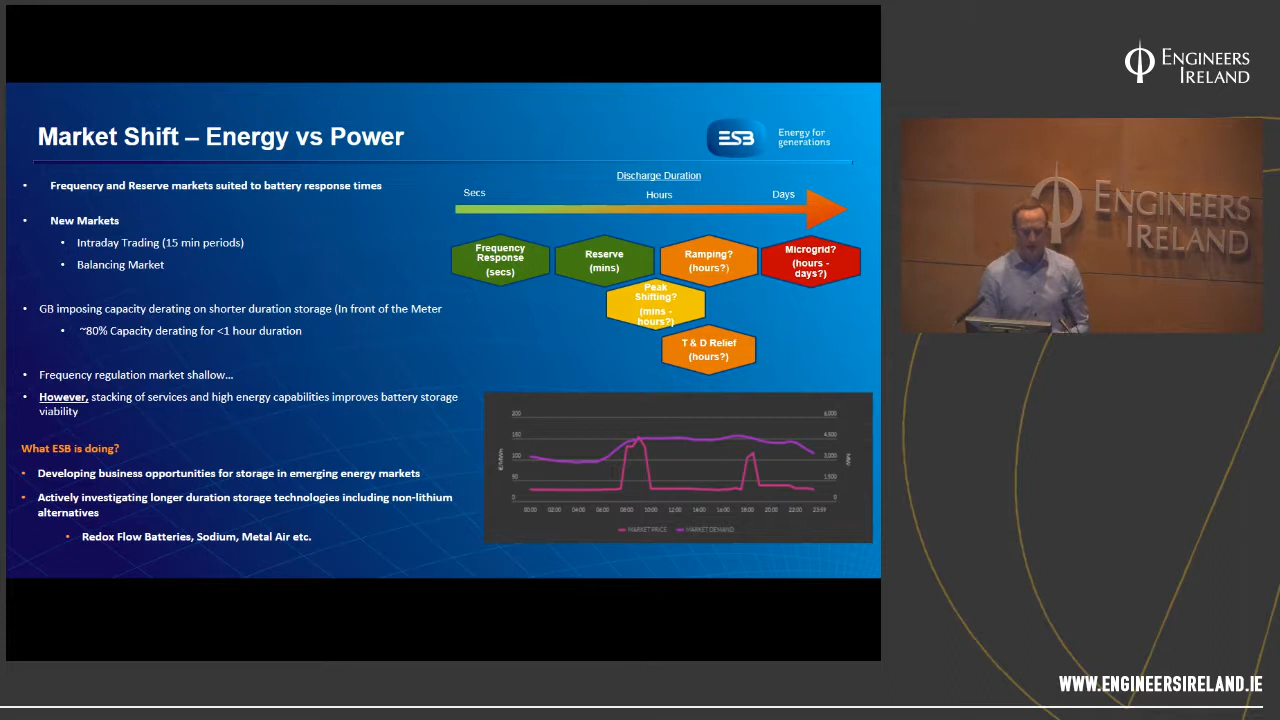 Market Shift – Energy vs Power
ESB
Energy for
generations
• Frequency and Reserve markets suited to battery response times
• New Markets
• Intraday Trading (15 min periods)
• Balancing Market
• GB imposing capacity derating on shorter duration storage (In front of the Meter
• ~80% Capacity derating for <1 hour duration
• Frequency regulation market shallow…
• However, stacking of services and high energy capabilities improves battery storage
viability
What ESB is doing?
• Developing business opportunities for storage in emerging energy markets
• Actively investigating longer duration storage technologies including non-lithium
alternatives
• Redox Flow Batteries, Sodium, Metal Air etc.
Discharge Duration
Secs
Hours
Days
Frequency
Response
(secs)
Reserve
(mins)
Ramping?
(hours?)
Microgrid?
(hours -
days?)
Peak
Shifting?
(mins -
hours?)
T & D Relief
(hours?)
200
150
100
50
0
€/MWh
6,000
4,500
3,000
1,500
0
MW
00:00 02:00 04:00 06:00 08:00 10:00 12:00 14:00 16:00 18:00 20:00 22:00 23:59
MARKET PRICE MARKET DEMAND
ENGINEERS
IRELAND
ENGINEERS
IRELAND
WWW.ENGINEERSIRELAND.IE